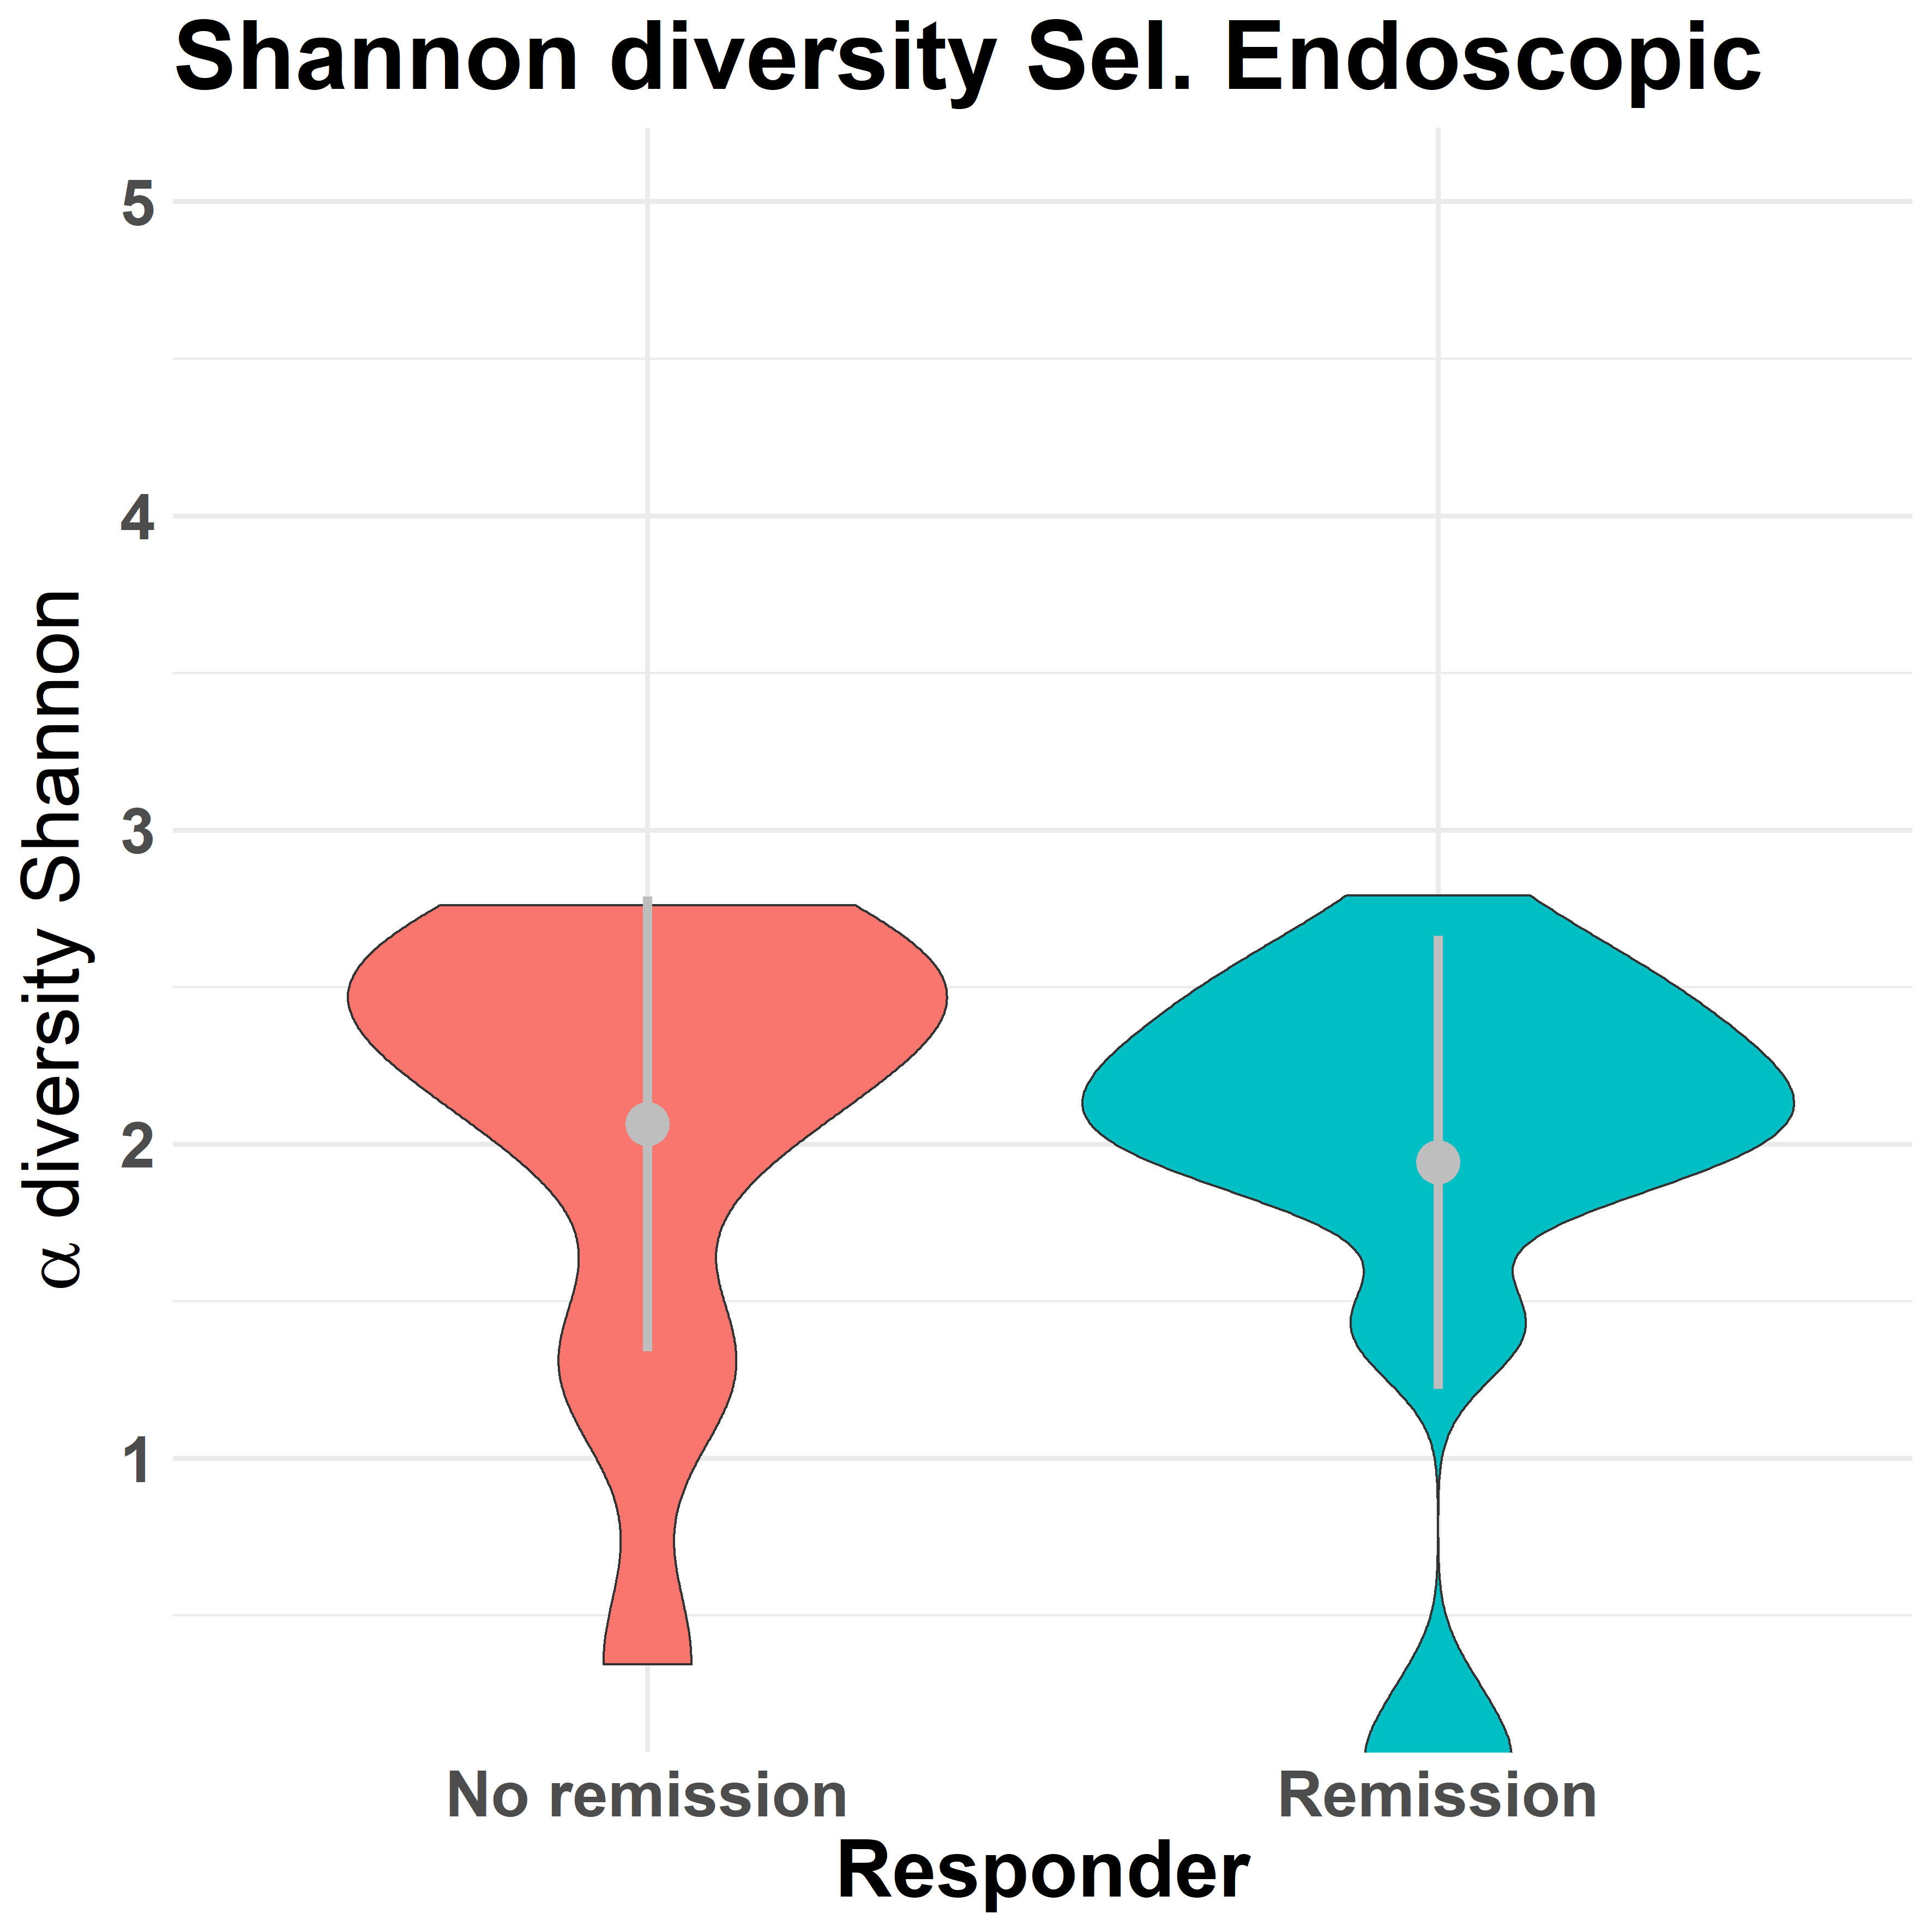 Shannon diversity Sel. Endoscopic
α diversity Shannon
5
4
3
2
1
No remission
Remission
Responder